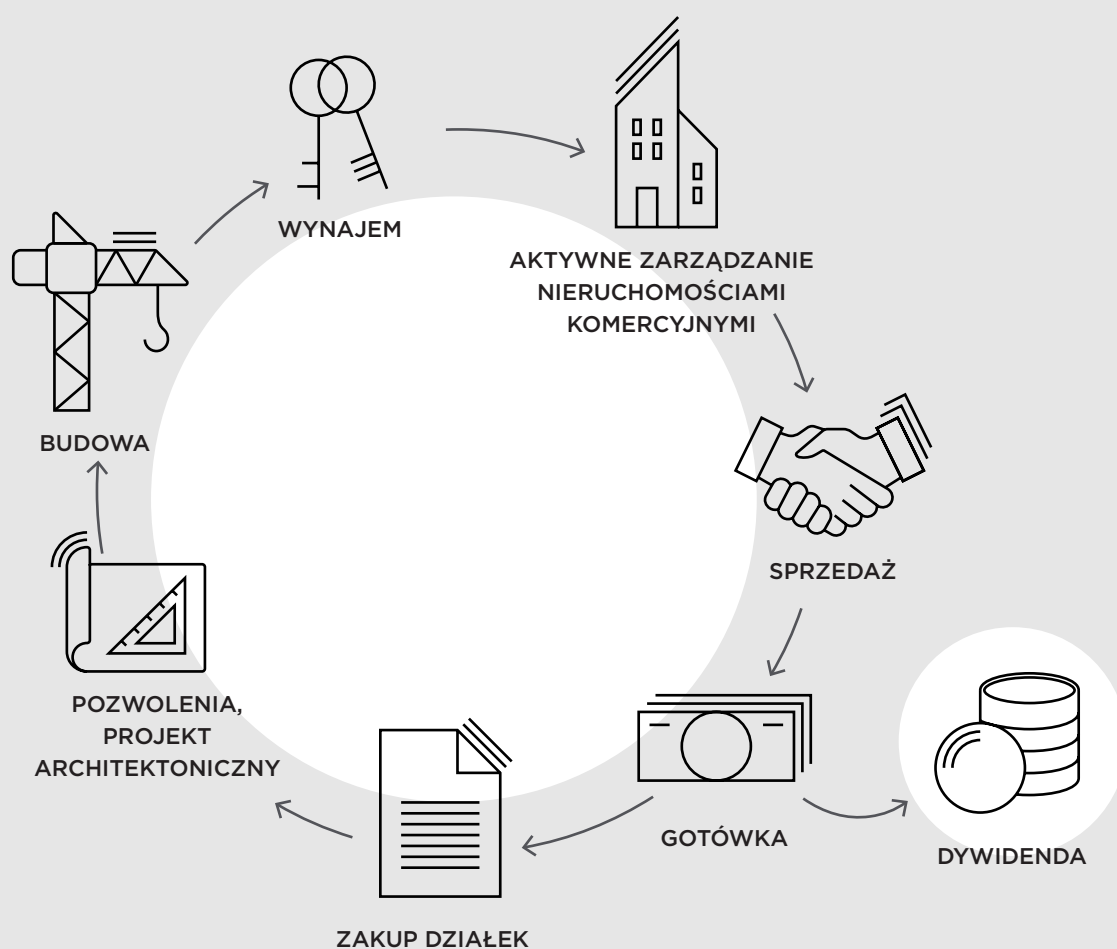 WYNAJEM
AKTYWNE ZARZĄDZANIE
NIERUCHOMOŚCIAMI
KOMERCYJNYMI
BUDOWA
SPRZEDAŻ
POZWOLENIA,
PROJEKT
ARCHITEKTONICZNY
GOTÓWKA
DYWIDENDA
ZAKUP DZIAŁEK